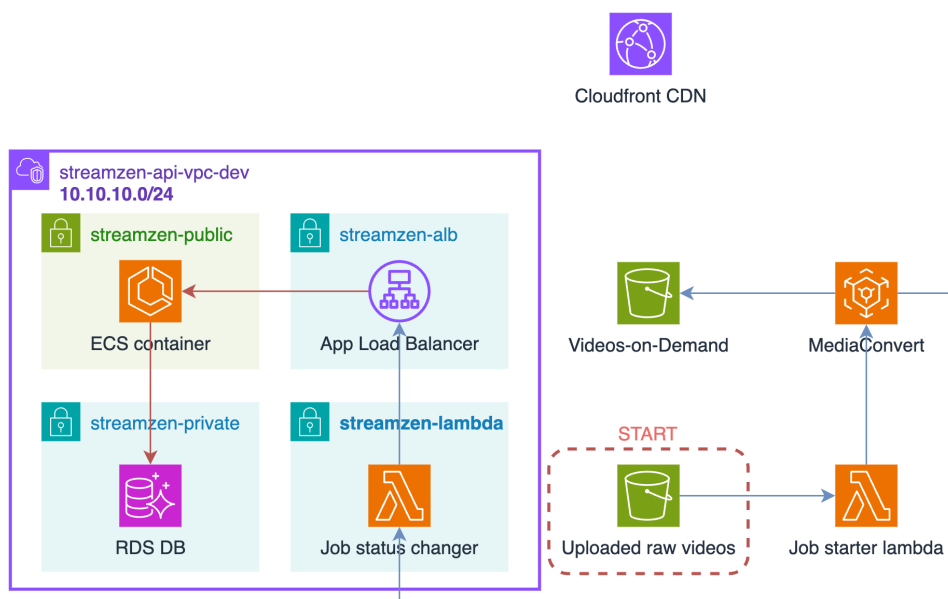 Cloudfront CDN
streamzen-api-vpc-dev
10.10.10.0/24
streamzen-public
streamzen-alb
ECS container
App Load Balancer
Videos-on-Demand
MediaConvert
streamzen-private
streamzen-lambda
START
RDS DB
Job status changer
Uploaded raw videos
Job starter lambda